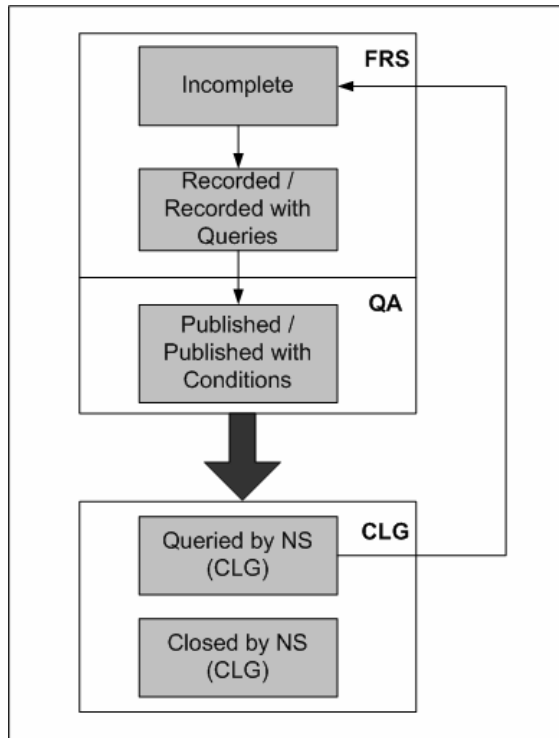 FRS
Incomplete
Recorded /
Recorded with
Queries
QA
Published /
Published with
Conditions
CLG
Queried by NS
(CLG)
Closed by NS
(CLG)